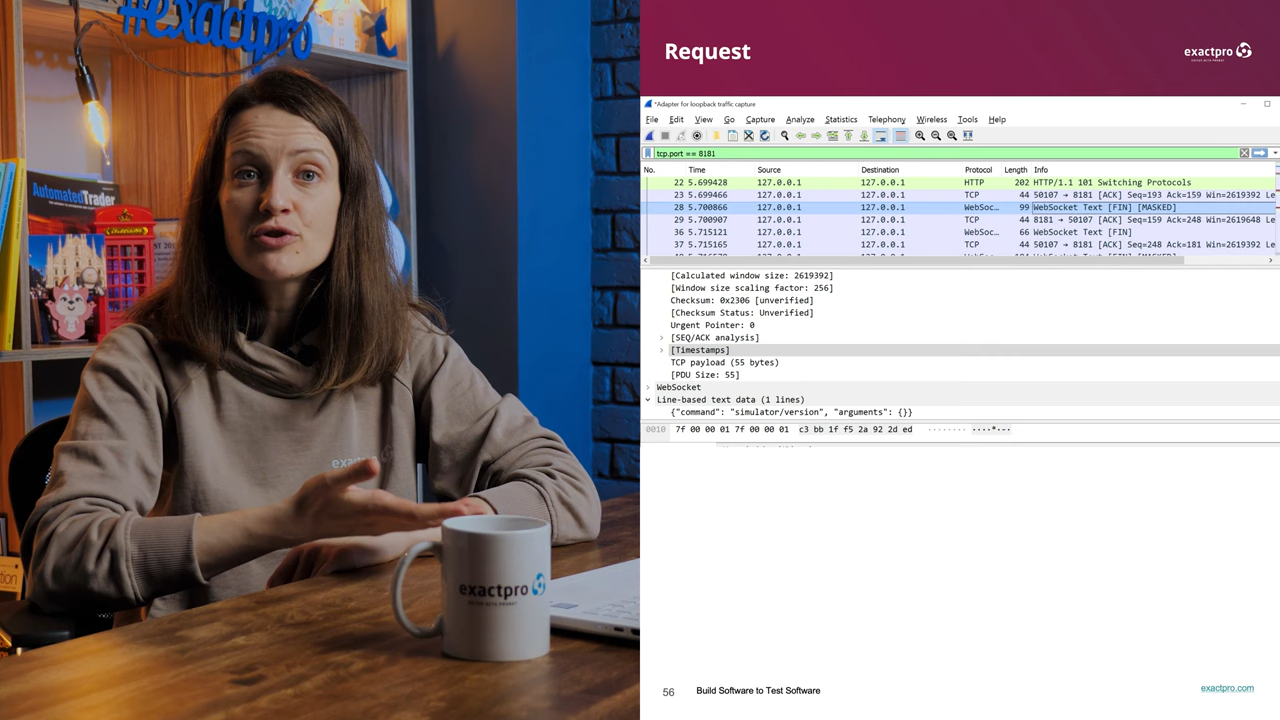 #exactpro
AutomatedTrader
exactpro
exactpro
Request
exactpro
*Adapter for loopback traffic capture
File Edit View Go Capture Analyze Statistics Telephony Wireless Tools Help
tcp.port == 8181
No. Time Source Destination Protocol Length Info
22 5.699428 127.0.0.1 127.0.0.1 HTTP 202 HTTP/1.1 101 Switching Protocols
23 5.699466 127.0.0.1 127.0.0.1 TCP 44 50107 → 8181 [ACK] Seq=193 Ack=159 Win=2619392 Le
28 5.700866 127.0.0.1 127.0.0.1 WebSoc… 99 WebSocket Text [FIN] [MASKED]
29 5.700907 127.0.0.1 127.0.0.1 TCP 44 8181 → 50107 [ACK] Seq=159 Ack=248 Win=2619648 Le
36 5.715121 127.0.0.1 127.0.0.1 WebSoc… 66 WebSocket Text [FIN]
37 5.715165 127.0.0.1 127.0.0.1 TCP 44 50107 → 8181 [ACK] Seq=248 Ack=181 Win=2619392 Le
[Calculated window size: 2619392]
[Window size scaling factor: 256]
Checksum: 0x2306 [unverified]
[Checksum Status: Unverified]
Urgent Pointer: 0
[SEQ/ACK analysis]
[Timestamps]
TCP payload (55 bytes)
[PDU Size: 55]
WebSocket
Line-based text data (1 lines)
{"command": "simulator/version", "arguments": {}}
0010 7f 00 00 01 7f 00 00 01 c3 bb 1f f5 2a 92 2d ed ········ ····*·-·
56 Build Software to Test Software
exactpro.com